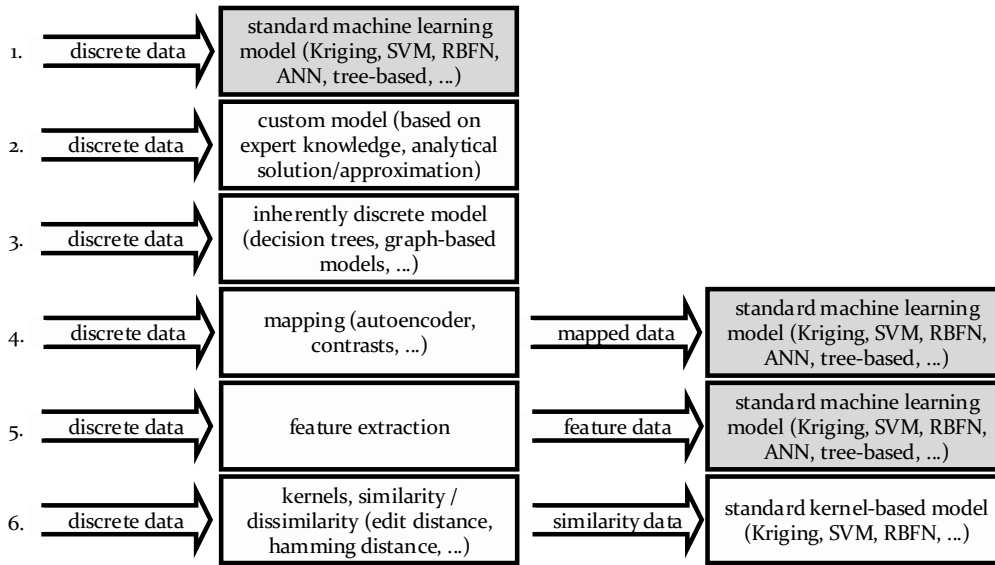 1. discrete data
standard machine learning
model (Kriging, SVM, RBFN,
ANN, tree-based, ...)
2. discrete data
custom model (based on
expert knowledge, analytical
solution/approximation)
3. discrete data
inherently discrete model
(decision trees, graph-based
models, ...)
4. discrete data
mapping (autoencoder,
contrasts, ...)
mapped data
standard machine learning
model (Kriging, SVM, RBFN,
ANN, tree-based, ...)
5. discrete data
feature extraction
feature data
standard machine learning
model (Kriging, SVM, RBFN,
ANN, tree-based, ...)
6. discrete data
kernels, similarity /
dissimilarity (edit distance,
hamming distance, ...)
similarity data
standard kernel-based model
(Kriging, SVM, RBFN, ...)